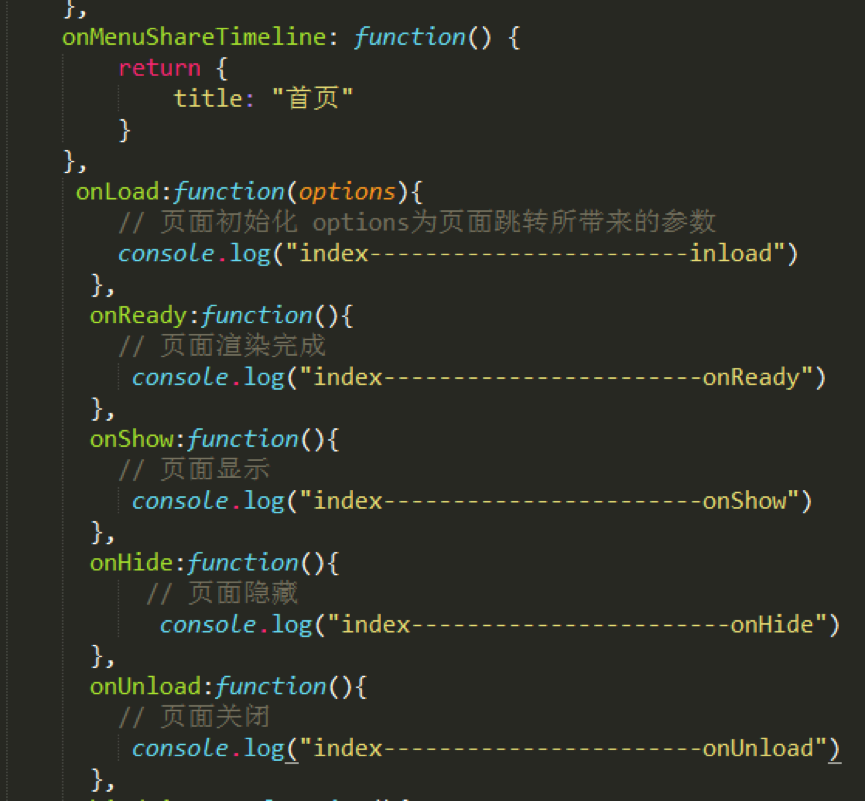 },
onMenuShareTimeline: function() {
return {
title: "首页"
}
},
onLoad:function(options){
// 页面初始化 options为页面跳转所带来的参数
console.log("index-----------------------inload")
},
onReady:function(){
// 页面渲染完成
console.log("index-----------------------onReady")
},
onShow:function(){
// 页面显示
console.log("index-----------------------onShow")
},
onHide:function(){
// 页面隐藏
console.log("index-----------------------onHide")
},
onUnload:function(){
// 页面关闭
console.log("index-----------------------onUnload")
},